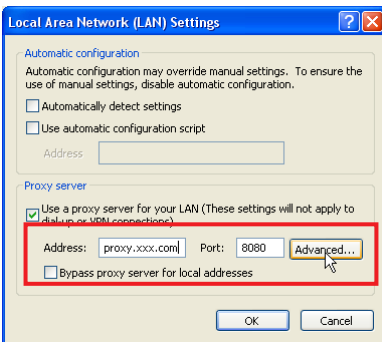 Local Area Network (LAN) Settings
Automatic configuration
Automatic configuration may override manual settings. To ensure the
use of manual settings, disable automatic configuration.
Automatically detect settings
Use automatic configuration script
Address
Proxy server
Use a proxy server for your LAN (These settings will not apply to
dial-up or VPN connections)
Address: proxy.xxx.com Port: 8080 Advanced...
Bypass proxy server for local addresses
OK Cancel